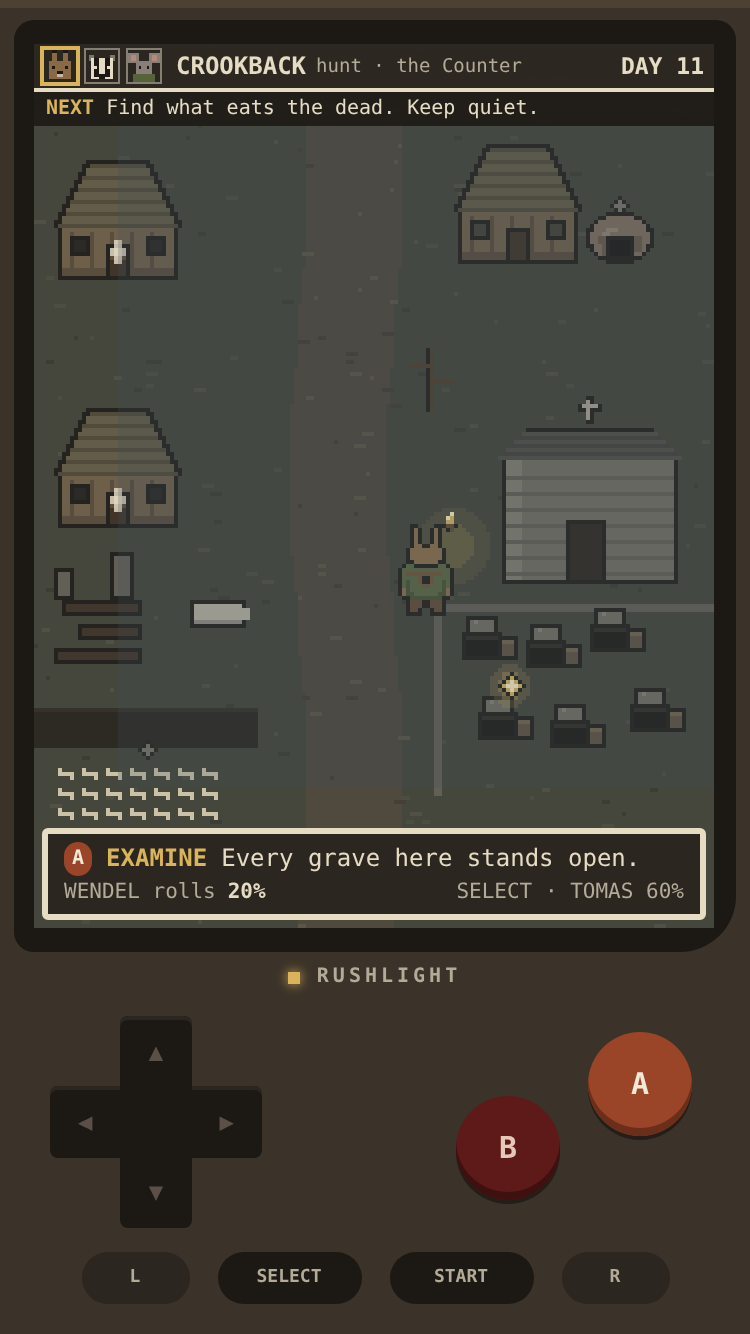 CROOKBACK hunt · the Counter DAY 11
NEXT Find what eats the dead. Keep quiet.
A EXAMINE Every grave here stands open.
WENDEL rolls 20% SELECT · TOMAS 60%
RUSHLIGHT
A
B
L SELECT START R